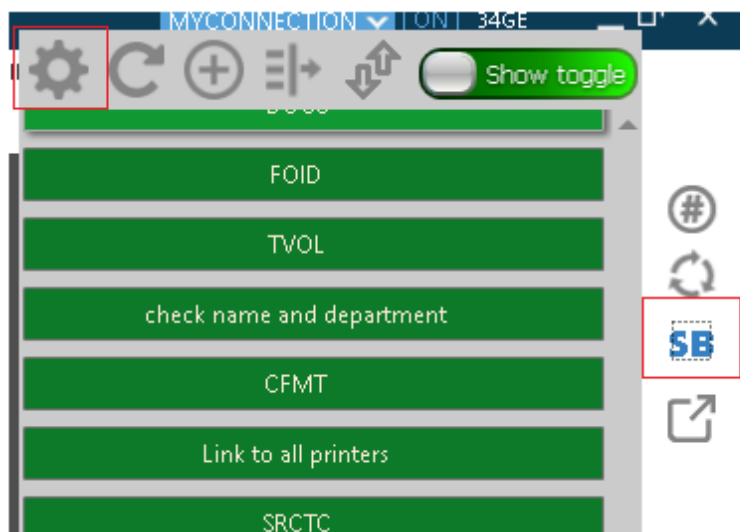 MYCONNECTION ON 34GE
Show toggle
FOID
#
TVOL
check name and department
SB
CFMT
Link to all printers
SRCTC